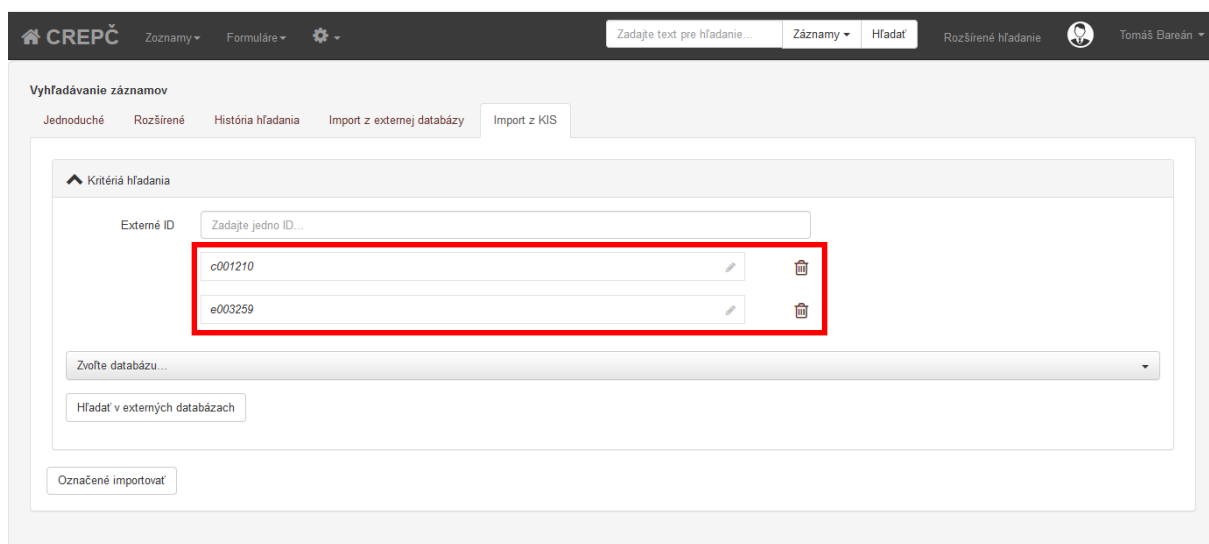 CREPČ Zoznamy Formuláre Zadajte text pre hľadanie... Záznamy Hľadať Rozšírené hľadanie Tomáš Bareán
Vyhľadávanie záznamov
Jednoduché Rozšírené História hľadania Import z externej databázy Import z KIS
Kritériá hľadania
Externé ID Zadajte jedno ID...
c001210
e003259
Zvoľte databázu...
Hľadať v externých databázach
Označené importovať